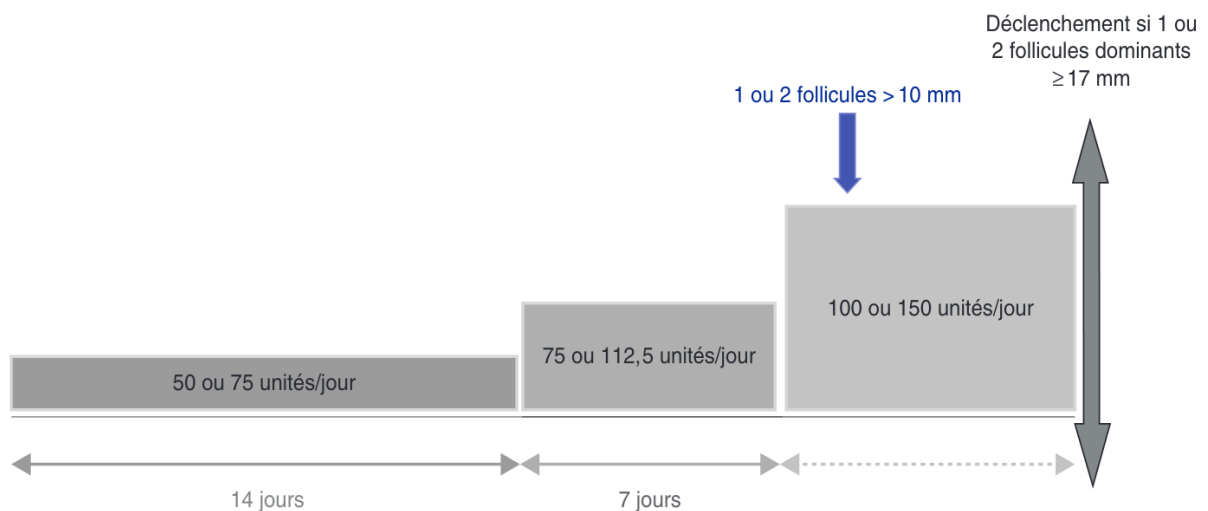 Déclenchement si 1 ou
2 follicules dominants
≥ 17 mm
1 ou 2 follicules > 10 mm
100 ou 150 unités/jour
75 ou 112,5 unités/jour
50 ou 75 unités/jour
14 jours
7 jours